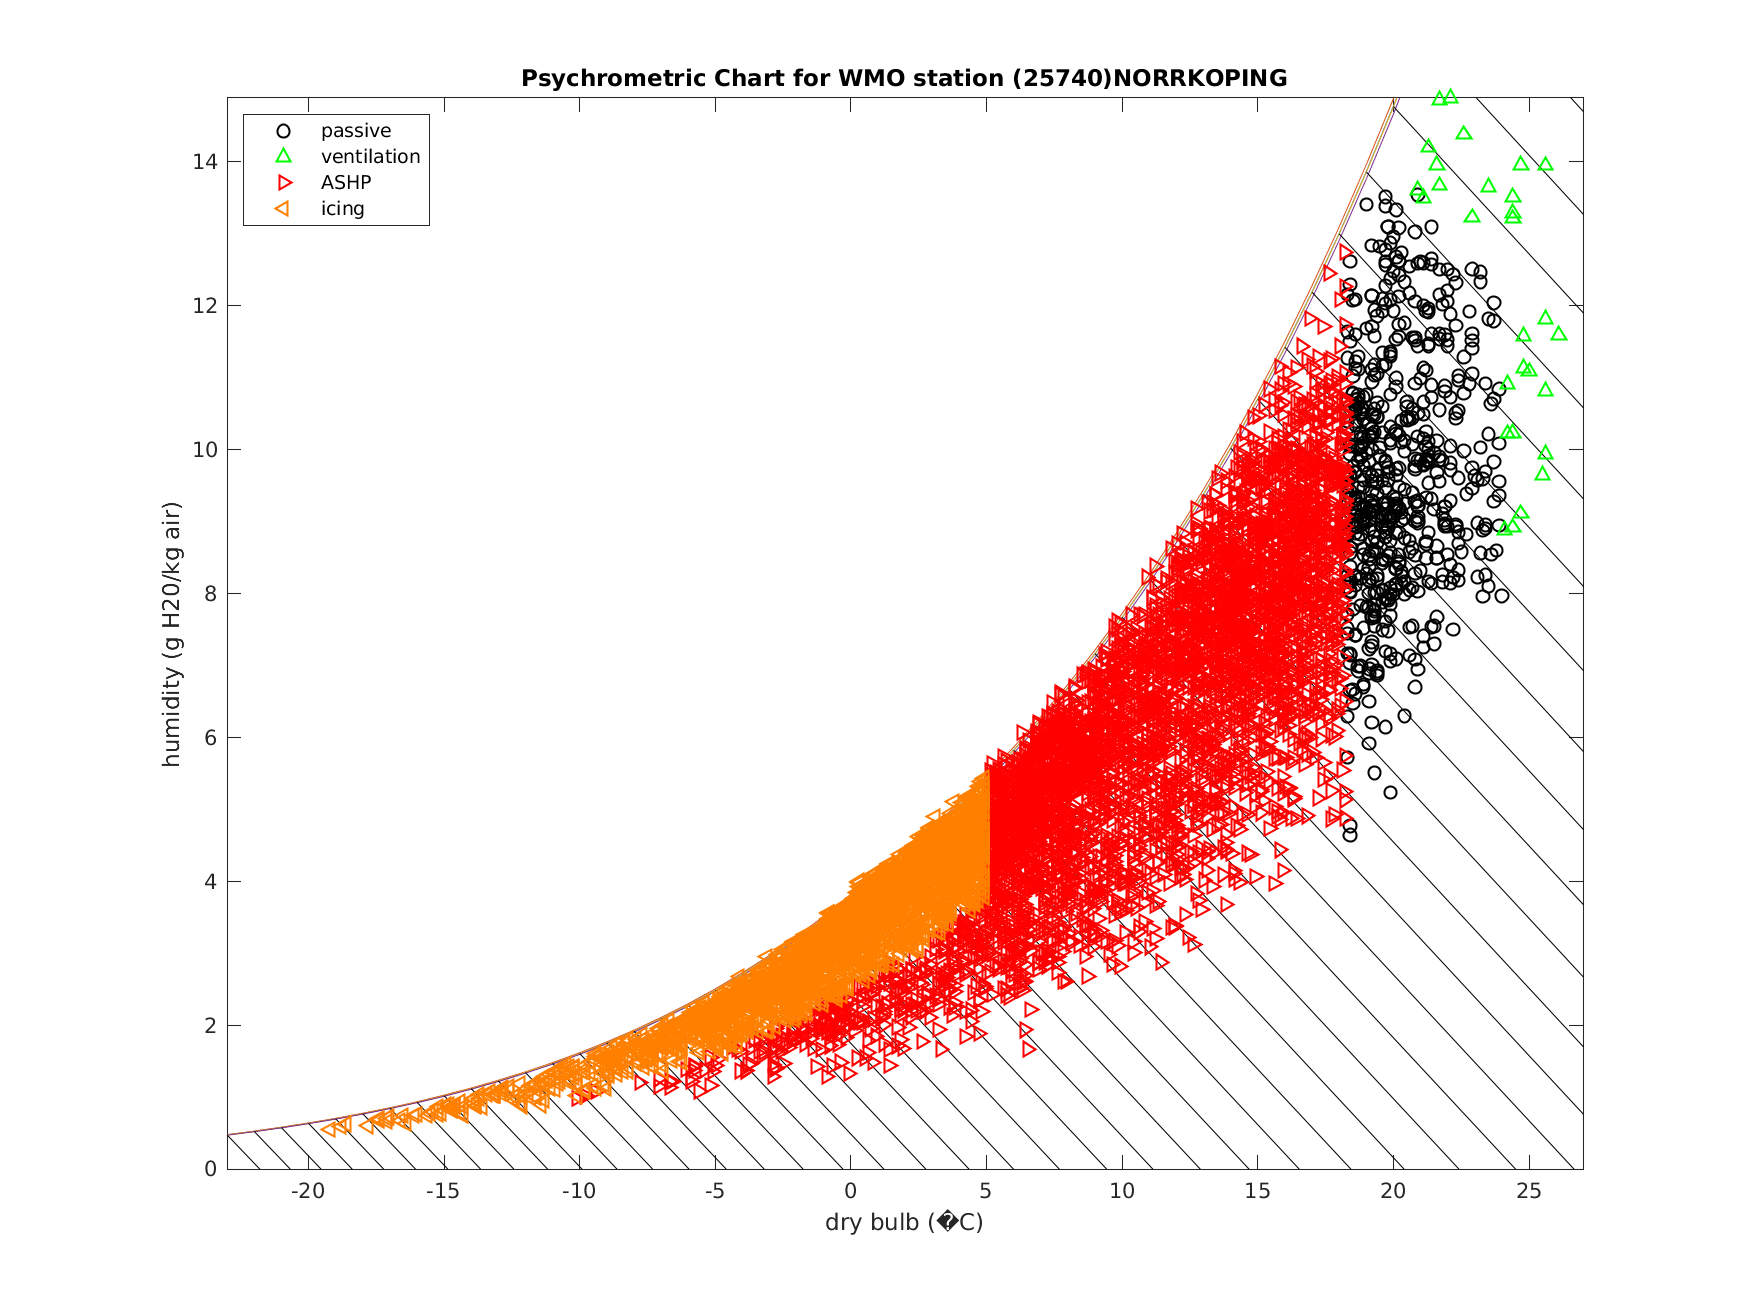 Psychrometric Chart for WMO station (25740)NORRKOPING
passive
ventilation
ASHP
icing
humidity (g H20/kg air)
14
12
10
8
6
4
2
0
-20 -15 -10 -5 0 5 10 15 20 25
dry bulb (�C)